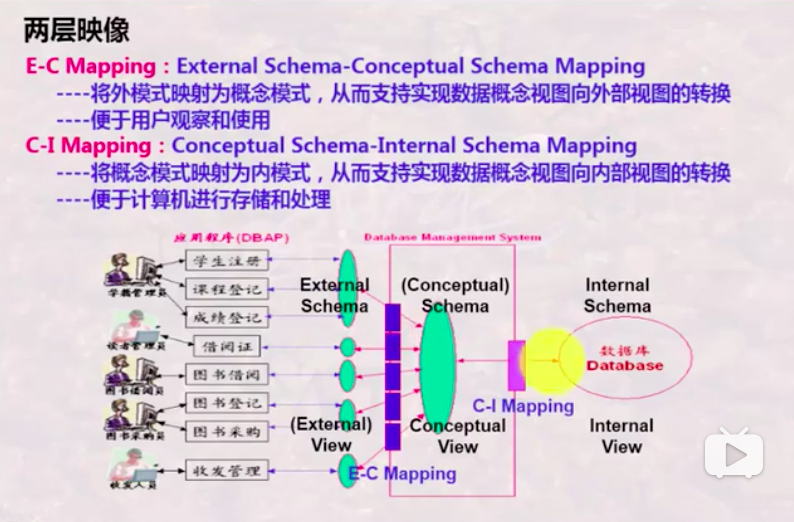 两层映像
E-C Mapping：External Schema-Conceptual Schema Mapping
----将外模式映射为概念模式，从而支持实现数据概念视图向外部视图的转换
----便于用户观察和使用
C-I Mapping：Conceptual Schema-Internal Schema Mapping
----将概念模式映射为内模式，从而支持实现数据概念视图向内部视图的转换
----便于计算机进行存储和处理
应用程序(DBAP)
Database Management System
学生注册
课程登记
成绩登记
借阅证
图书借阅
图书登记
图书采购
收发管理
学籍管理员
读者管理员
图书借阅员
图书采购员
收发人员
External
Schema
(Conceptual)
Schema
Internal
Schema
数据库
Database
C-I Mapping
(External)
View
Conceptual
View
Internal
View
E-C Mapping